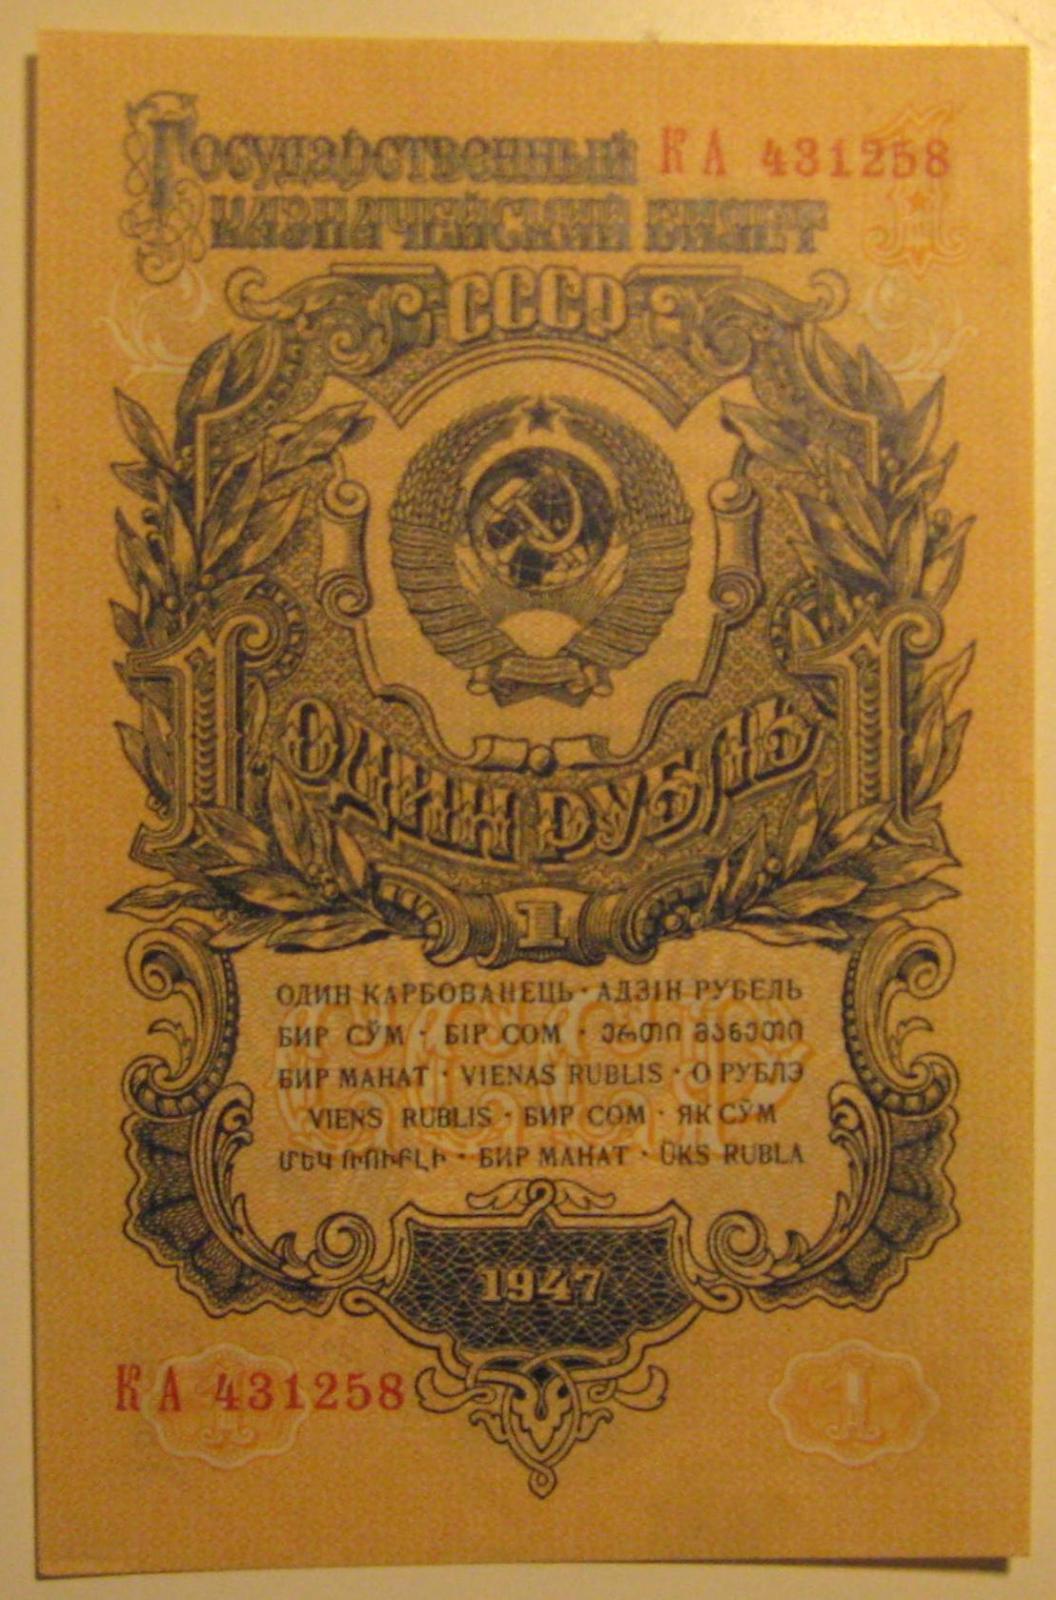 Государственный КА 431258
казначейский билет
СССР
1 1
ОДИН РУБЛЬ
1
ОДИН КАРБОВАНЕЦЬ · АДЗІН РУБЕЛЬ
БИР СЎМ · БІР СОМ · ერთი მანეთი
БИР МАНАТ · VIENAS RUBLIS · О РУБЛЭ
VIENS RUBLIS · БИР СОМ · ЯК СӮМ
ՄԵԿ ՌՈՒԲԼԻ · БИР МАНАТ · ÜKS RUBLA
1947
КА 431258
1 1